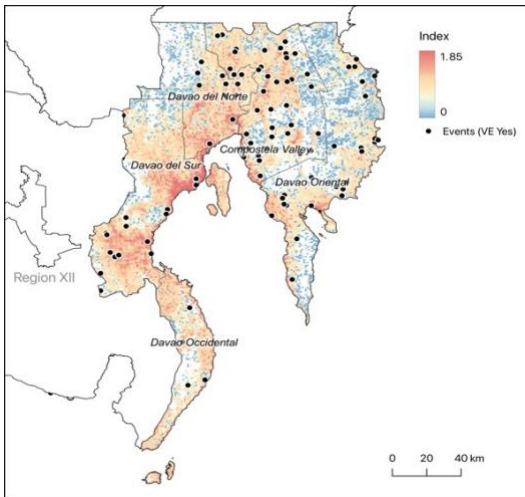 Index
1.85
0
Events (VE Yes)
Davao del Norte
Compostela Valley
Davao del Sur
Davao Oriental
Region XII
Davao Occidental
0 20 40 km